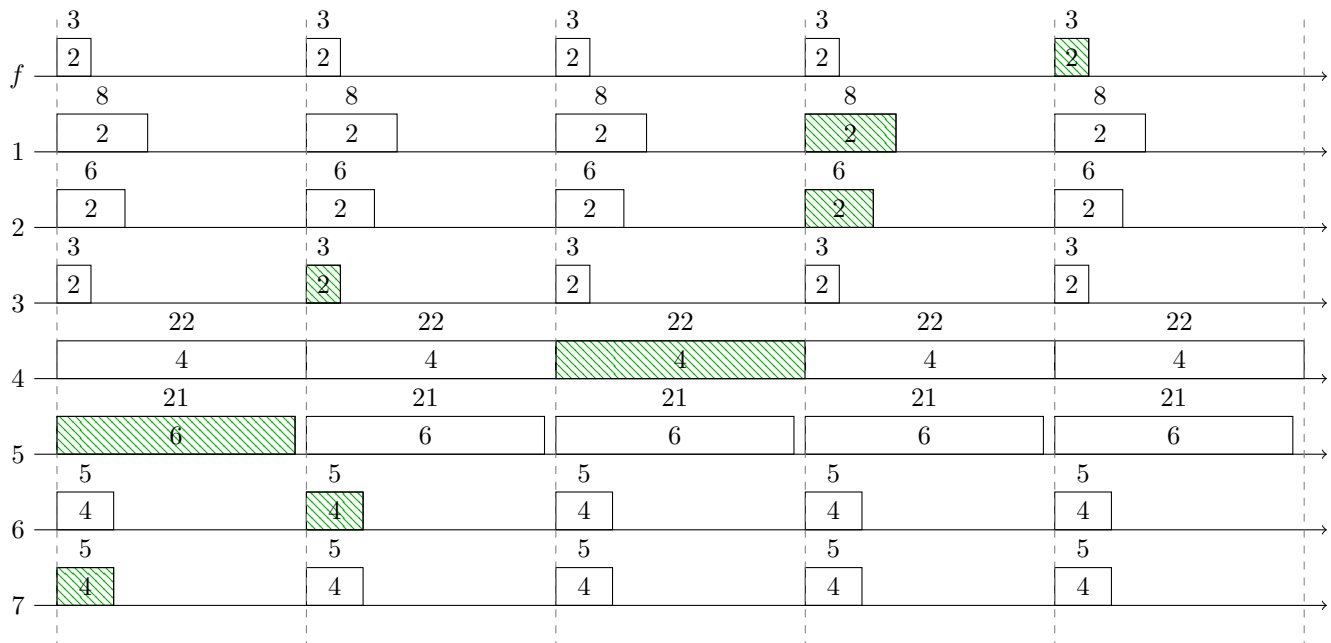 3 3 3 3 3
f 2 2 2 2 2
8 8 8 8 8
1 2 2 2 2 2
6 6 6 6 6
2 2 2 2 2 2
3 3 3 3 3
3 2 2 2 2 2
22 22 22 22 22
4 4 4 4 4 4
21 21 21 21 21
5 6 6 6 6 6
5 5 5 5 5
6 4 4 4 4 4
5 5 5 5 5
7 4 4 4 4 4